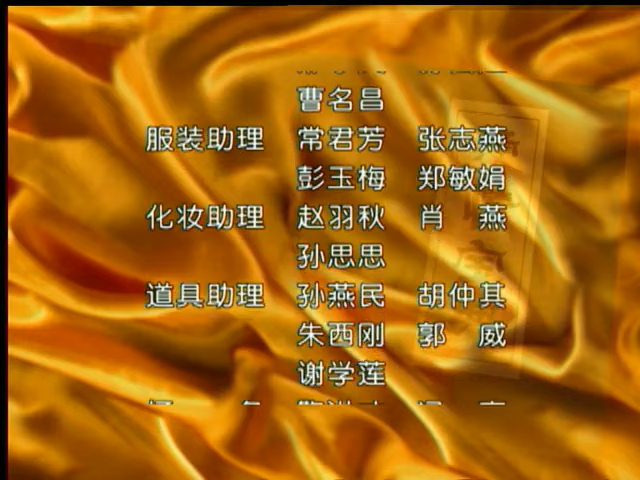 曹名昌
服装助理 常君芳 张志燕
彭玉梅 郑敏娟
化妆助理 赵羽秋 肖 燕
孙思思
道具助理 孙燕民 胡仲其
朱西刚 郭 威
谢学莲